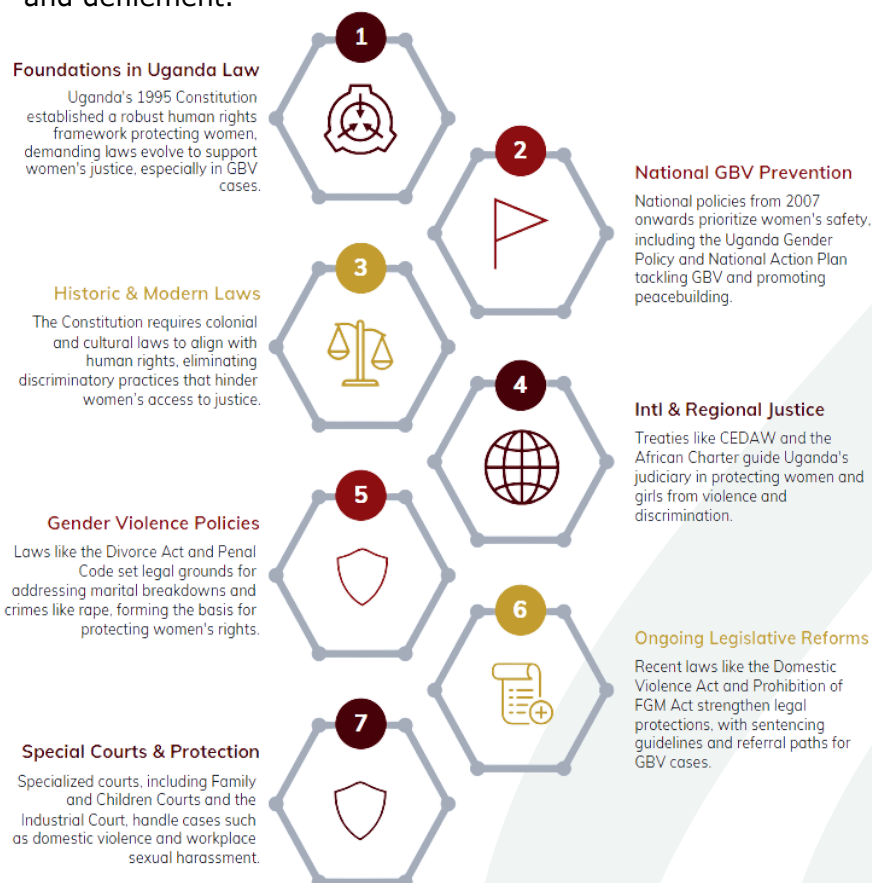 and defilement.
1
Foundations in Uganda Law
Uganda's 1995 Constitution
established a robust human rights
framework protecting women,
demanding laws evolve to support
women's justice, especially in GBV
cases.
2
National GBV Prevention
National policies from 2007
onwards prioritize women's safety,
including the Uganda Gender
Policy and National Action Plan
tackling GBV and promoting
peacebuilding.
3
Historic & Modern Laws
The Constitution requires colonial
and cultural laws to align with
human rights, eliminating
discriminatory practices that hinder
women's access to justice.
4
Intl & Regional Justice
Treaties like CEDAW and the
African Charter guide Uganda's
judiciary in protecting women and
girls from violence and
discrimination.
5
Gender Violence Policies
Laws like the Divorce Act and Penal
Code set legal grounds for
addressing marital breakdowns and
crimes like rape, forming the basis for
protecting women's rights.
6
Ongoing Legislative Reforms
Recent laws like the Domestic
Violence Act and Prohibition of
FGM Act strengthen legal
protections, with sentencing
guidelines and referral paths for
GBV cases.
7
Special Courts & Protection
Specialized courts, including Family
and Children Courts and the
Industrial Court, handle cases such
as domestic violence and workplace
sexual harassment.